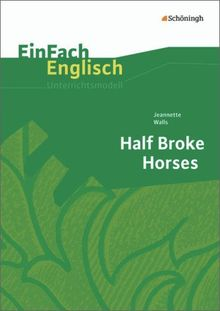 Schöningh
EinFach
Englisch
Unterrichtsmodell
Jeannette
Walls
Half Broke
Horses